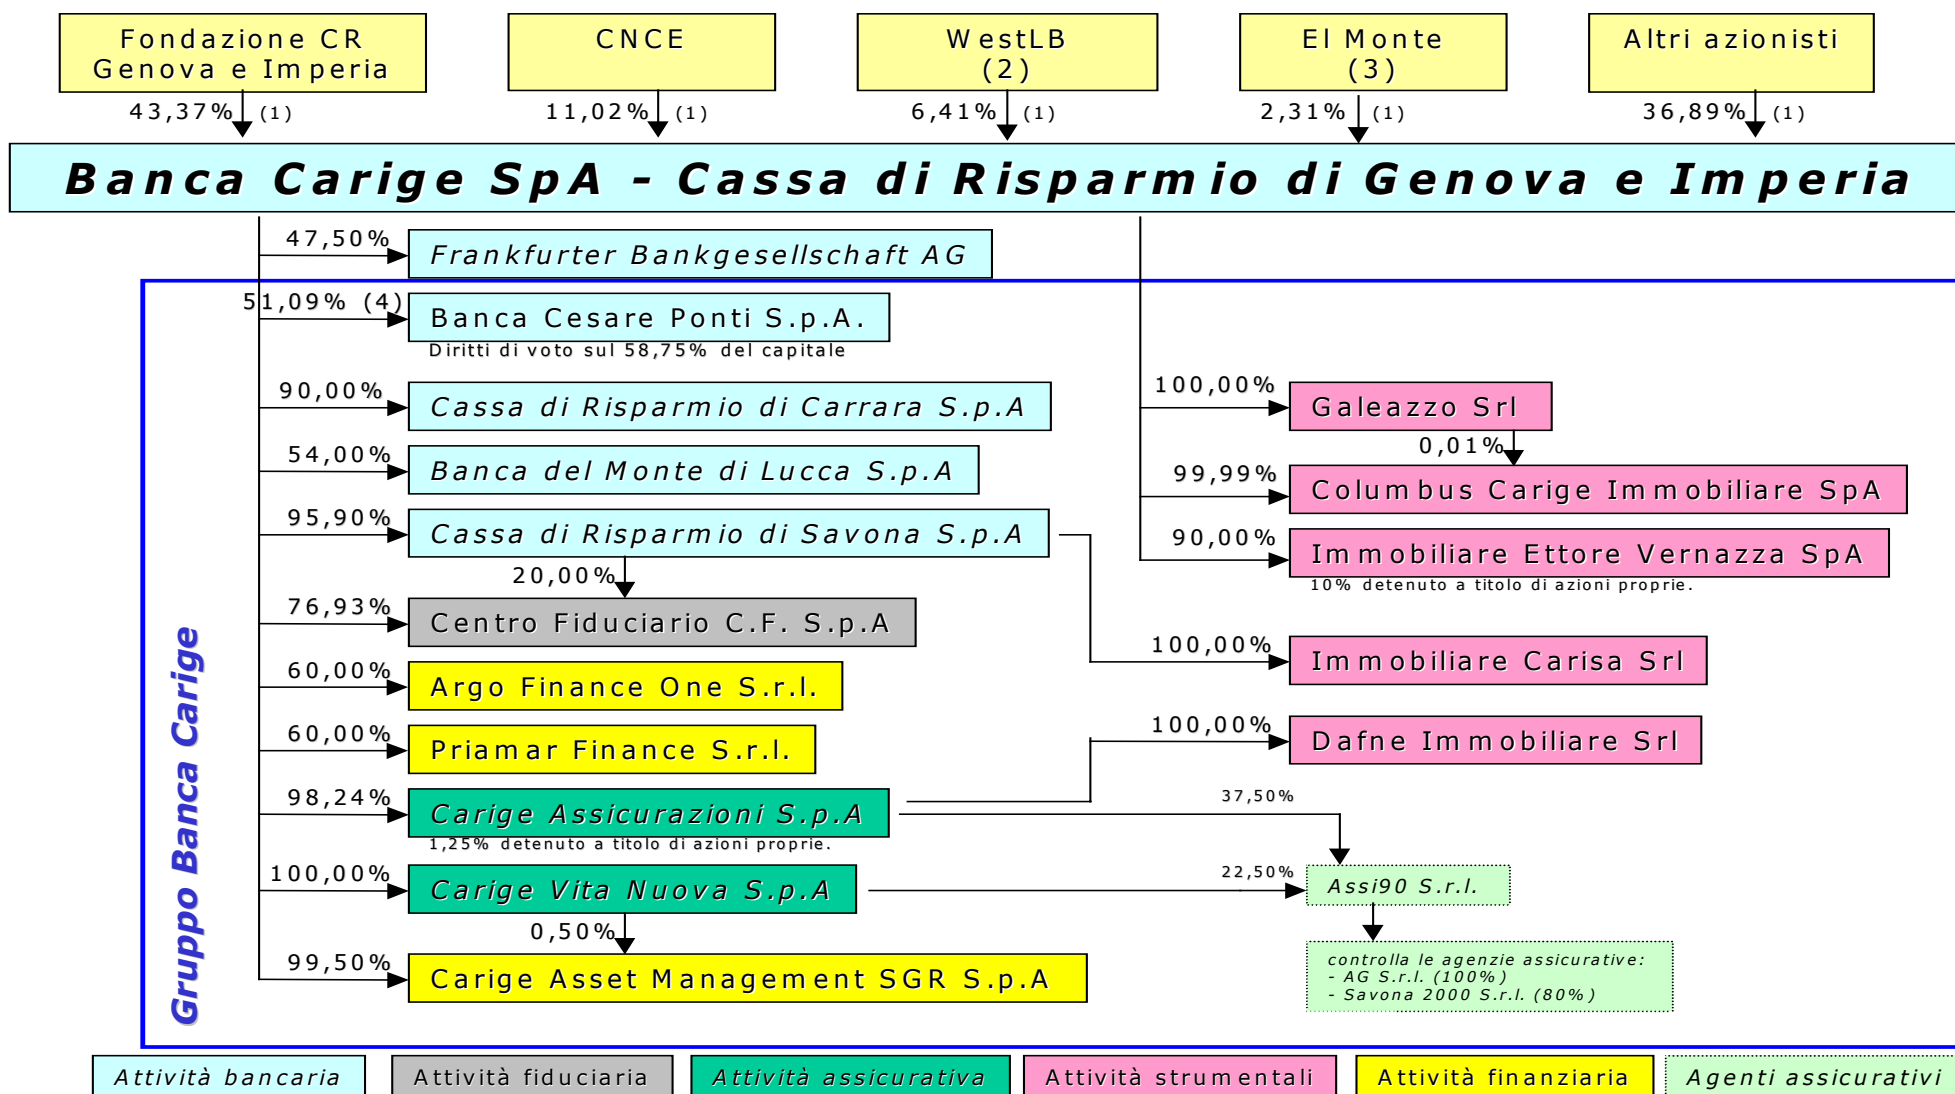 Fondazione CR
Genova e Imperia
CNCE
WestLB
(2)
El Monte
(3)
Altri azionisti
43,37% (1)
11,02% (1)
6,41% (1)
2,31% (1)
36,89% (1)
Banca Carige SpA - Cassa di Risparmio di Genova e Imperia
47,50%
Frankfurter Bankgesellschaft AG
51,09% (4)
Banca Cesare Ponti S.p.A.
Diritti di voto sul 58,75% del capitale
90,00%
Cassa di Risparmio di Carrara S.p.A
100,00%
Galeazzo Srl
0,01%
54,00%
Banca del Monte di Lucca S.p.A
99,99%
Columbus Carige Immobiliare SpA
95,90%
Cassa di Risparmio di Savona S.p.A
90,00%
Immobiliare Ettore Vernazza SpA
10% detenuto a titolo di azioni proprie.
20,00%
76,93%
Centro Fiduciario C.F. S.p.A
100,00%
Immobiliare Carisa Srl
60,00%
Argo Finance One S.r.l.
60,00%
Priamar Finance S.r.l.
100,00%
Dafne Immobiliare Srl
98,24%
Carige Assicurazioni S.p.A
1,25% detenuto a titolo di azioni proprie.
37,50%
100,00%
Carige Vita Nuova S.p.A
22,50%
Assi90 S.r.l.
0,50%
99,50%
Carige Asset Management SGR S.p.A
controlla le agenzie assicurative:
- AG S.r.l. (100%)
- Savona 2000 S.r.l. (80%)
Gruppo Banca Carige
Attività bancaria
Attività fiduciaria
Attività assicurativa
Attività strumentali
Attività finanziaria
Agenti assicurativi